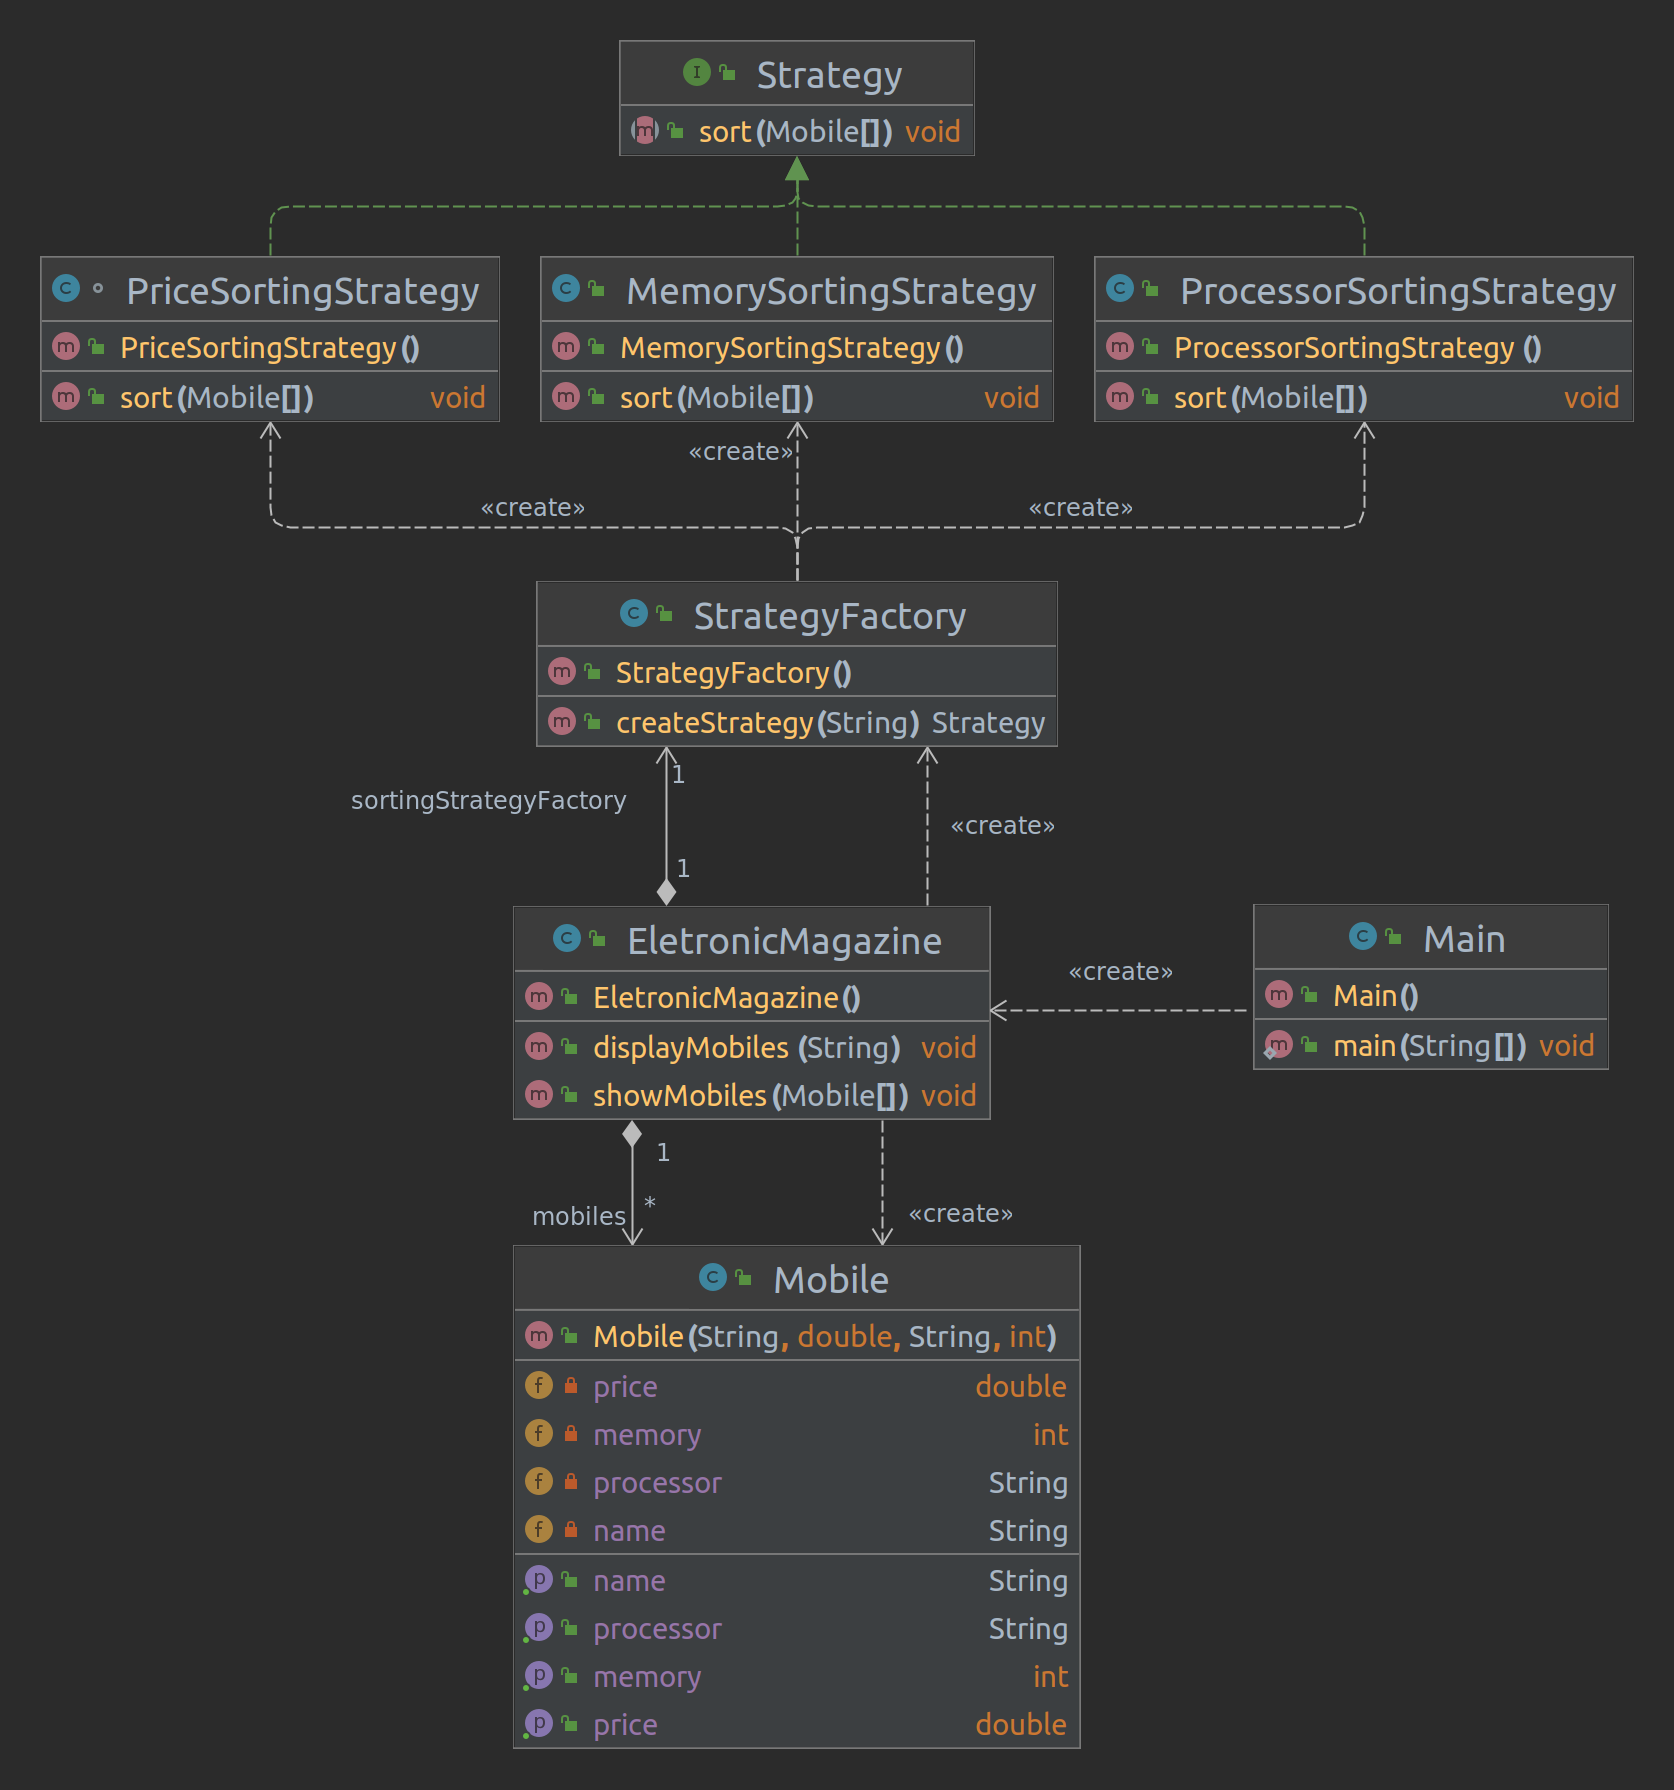 Strategy
sort(Mobile[]) void
PriceSortingStrategy
PriceSortingStrategy()
sort(Mobile[]) void
MemorySortingStrategy
MemorySortingStrategy()
sort(Mobile[]) void
ProcessorSortingStrategy
ProcessorSortingStrategy ()
sort(Mobile[]) void
«create»
«create»
«create»
StrategyFactory
StrategyFactory()
createStrategy(String) Strategy
1
sortingStrategyFactory
«create»
1
EletronicMagazine
EletronicMagazine()
displayMobiles (String) void
showMobiles(Mobile[]) void
«create»
Main
Main()
main(String[]) void
1
*
mobiles
«create»
Mobile
Mobile(String, double, String, int)
price double
memory int
processor String
name String
name String
processor String
memory int
price double